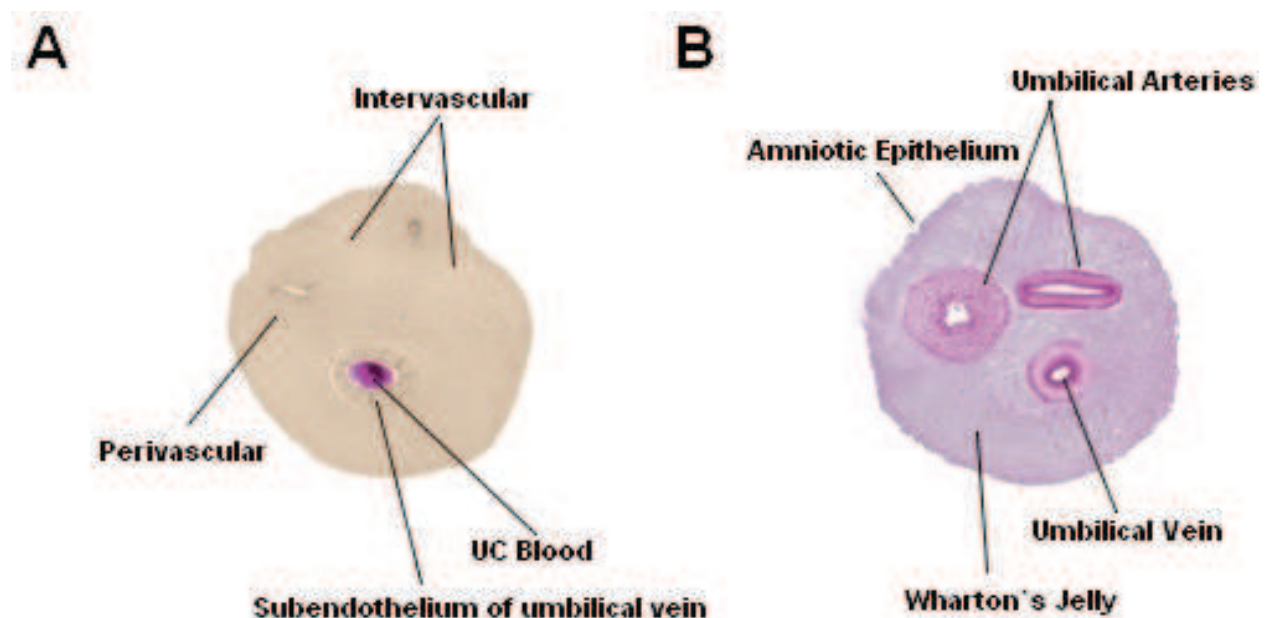 A
Intervascular
Perivascular
UC Blood
Subendothelium of umbilical vein
B
Umbilical Arteries
Amniotic Epithelium
Umbilical Vein
Wharton`s Jelly